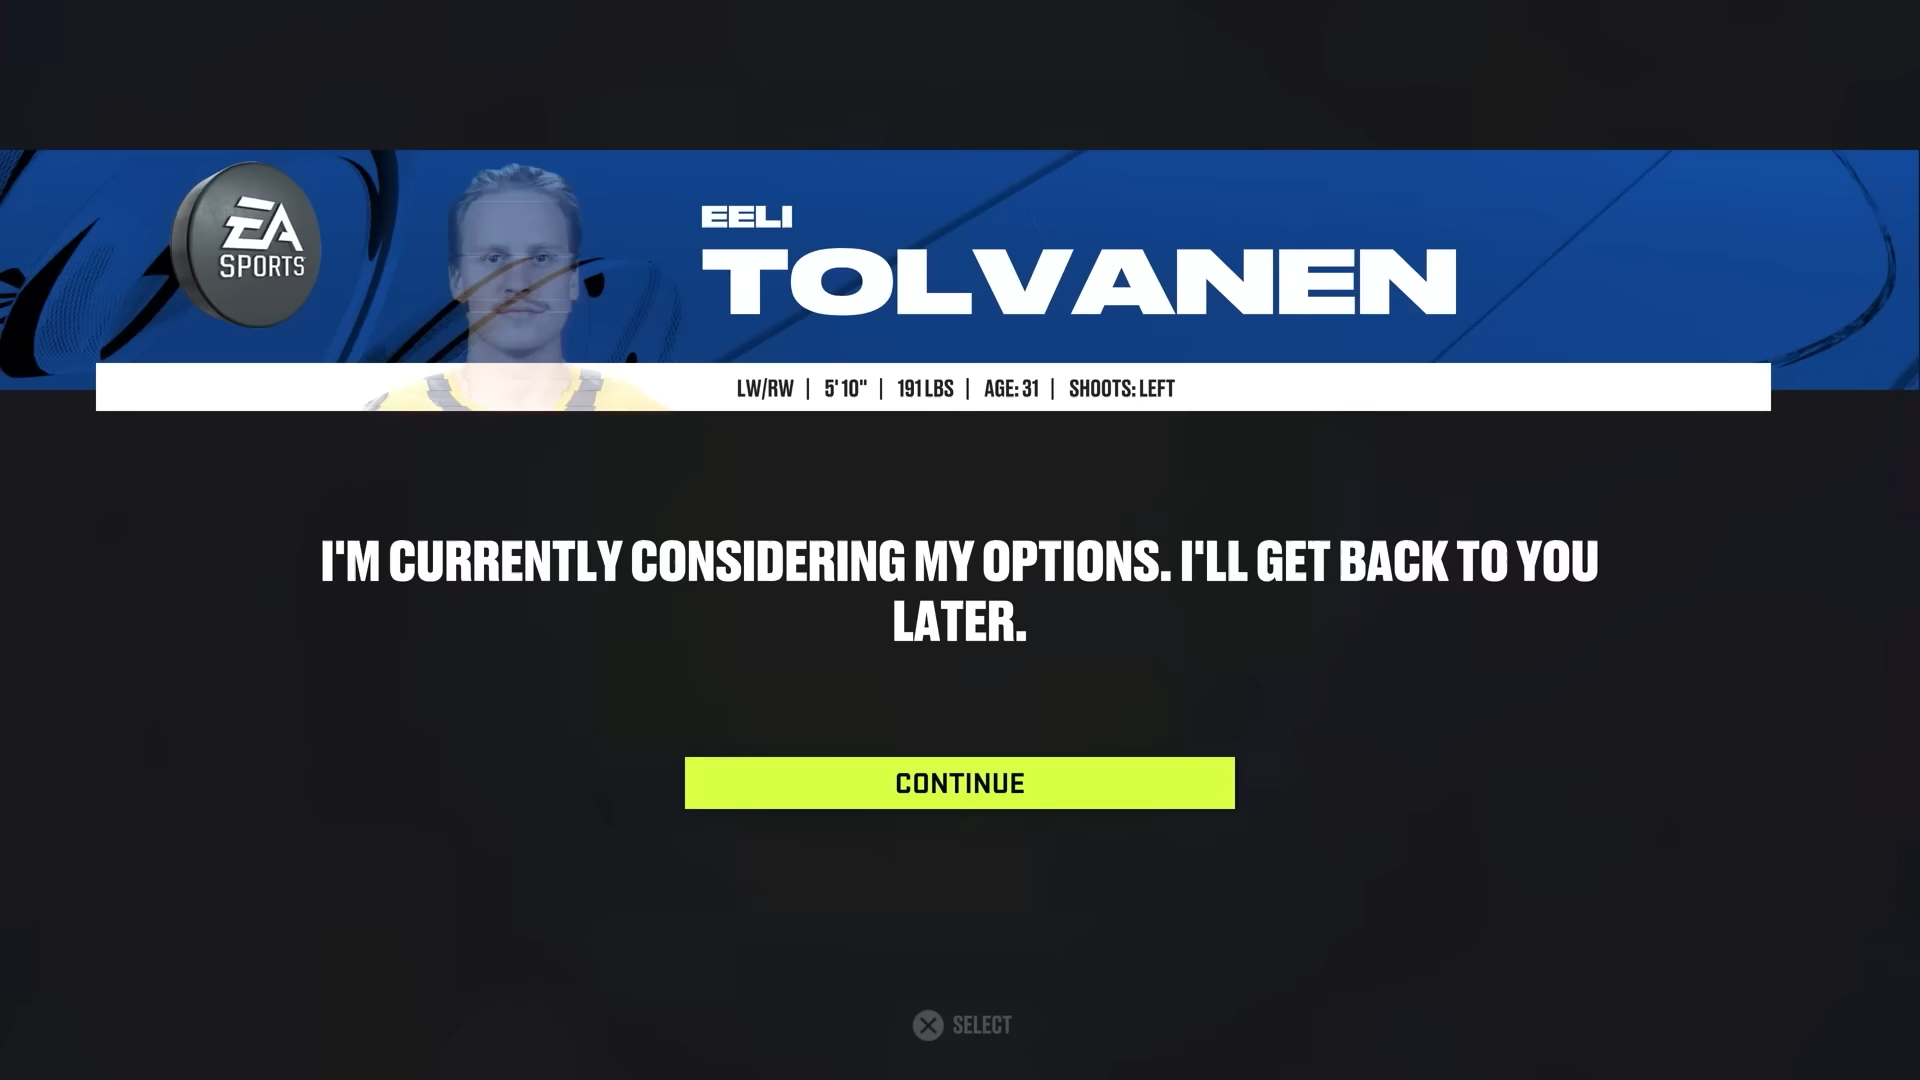 EA
SPORTS
EELI
TOLVANEN
LW/RW | 5'10" | 191 LBS | AGE: 31 | SHOOTS: LEFT
I'M CURRENTLY CONSIDERING MY OPTIONS. I'LL GET BACK TO YOU
LATER.
CONTINUE
SELECT